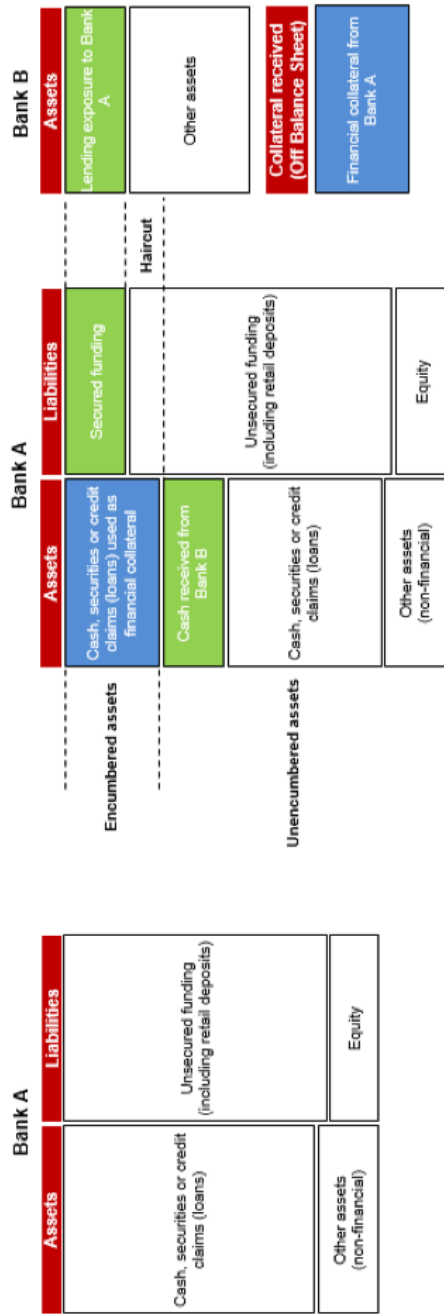 Bank A
Assets
Liabilities
Cash, securities or credit
claims (loans)
Unsecured funding
(including retail deposits)
Other assets
(non-financial)
Equity
Bank A
Assets
Liabilities
Encumbered assets
Cash, securities or credit
claims (loans) used as
financial collateral
Secured funding
Haircut
Cash received from
Bank B
Unencumbered assets
Cash, securities or credit
claims (loans)
Unsecured funding
(including retail deposits)
Other assets
(non-financial)
Equity
Bank B
Assets
Lending exposure to Bank
A
Other assets
Collateral received
(Off Balance Sheet)
Financial collateral from
Bank A